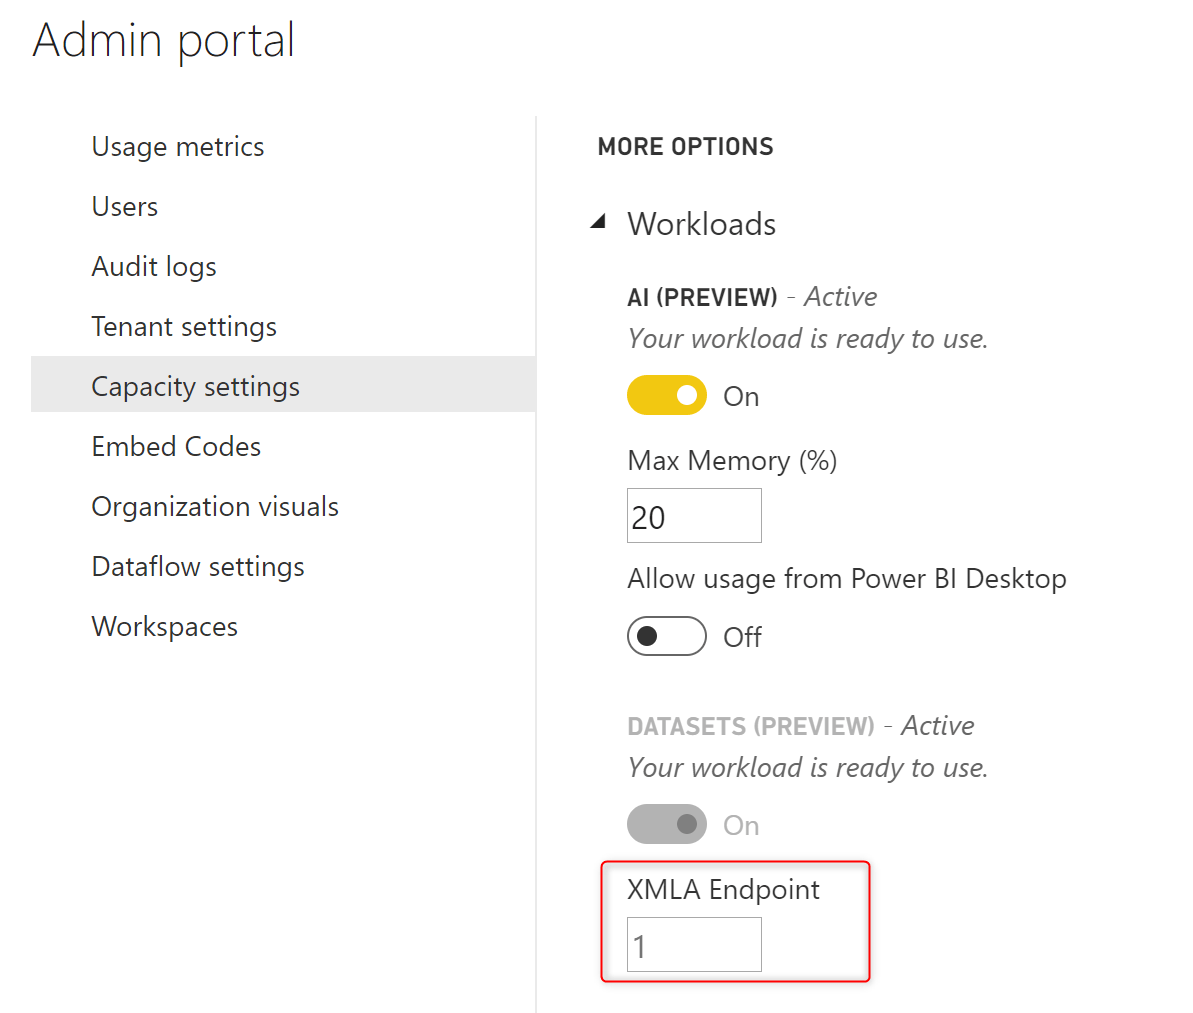 Admin portal
Usage metrics
Users
Audit logs
Tenant settings
Capacity settings
Embed Codes
Organization visuals
Dataflow settings
Workspaces
MORE OPTIONS
Workloads
AI (PREVIEW) - Active
Your workload is ready to use.
On
Max Memory (%)
20
Allow usage from Power BI Desktop
Off
DATASETS (PREVIEW) - Active
Your workload is ready to use.
On
XMLA Endpoint
1